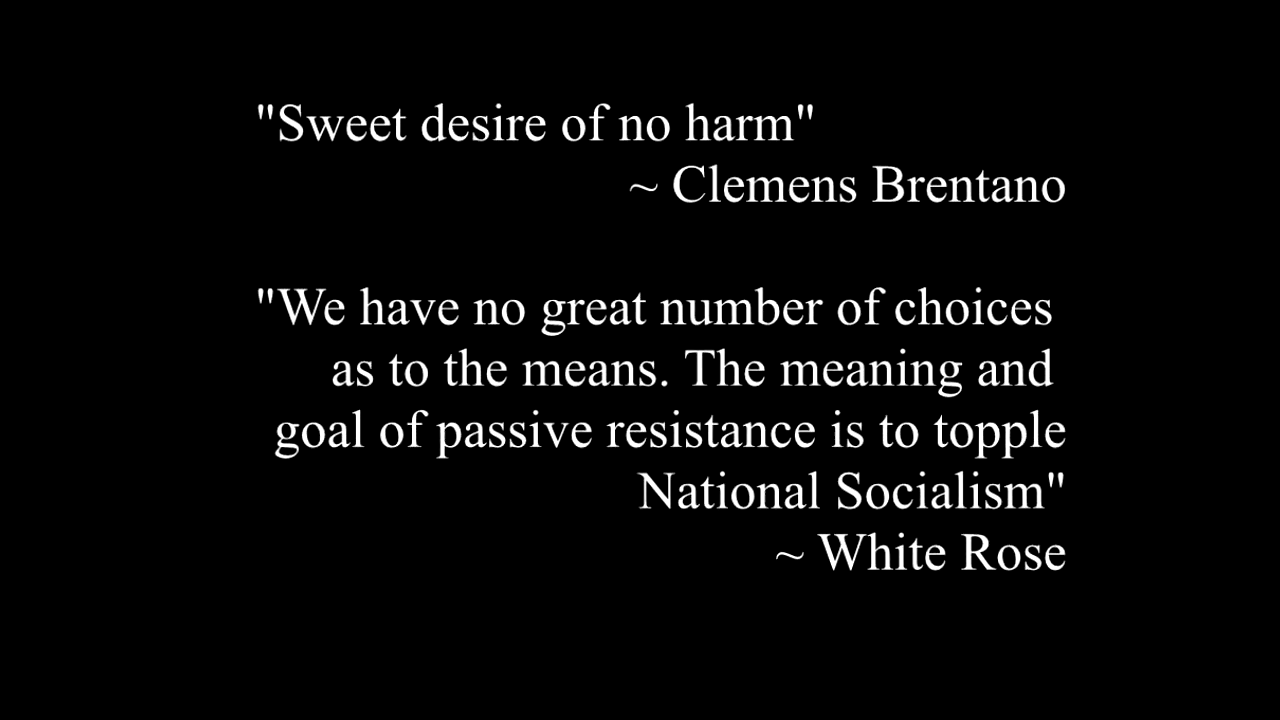 "Sweet desire of no harm"
~ Clemens Brentano
"We have no great number of choices
as to the means. The meaning and
goal of passive resistance is to topple
National Socialism"
~ White Rose